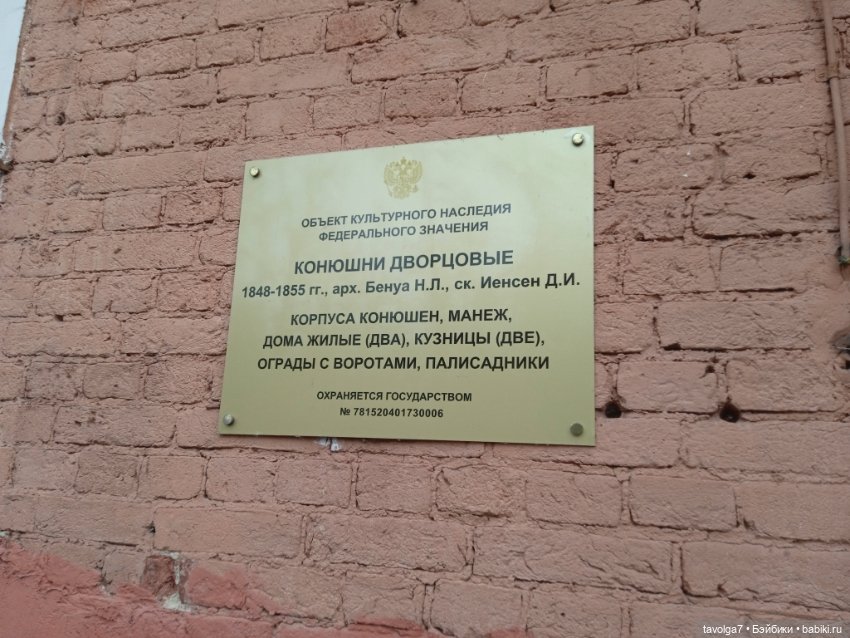 ОБЪЕКТ КУЛЬТУРНОГО НАСЛЕДИЯ
ФЕДЕРАЛЬНОГО ЗНАЧЕНИЯ
КОНЮШНИ ДВОРЦОВЫЕ
1848-1855 гг., арх. Бенуа Н.Л., ск. Иенсен Д.И.
КОРПУСА КОНЮШЕН, МАНЕЖ,
ДОМА ЖИЛЫЕ (ДВА), КУЗНИЦЫ (ДВЕ),
ОГРАДЫ С ВОРОТАМИ, ПАЛИСАДНИКИ
ОХРАНЯЕТСЯ ГОСУДАРСТВОМ
№ 781520401730006
tavolga7 • Бэйбики • babiki.ru